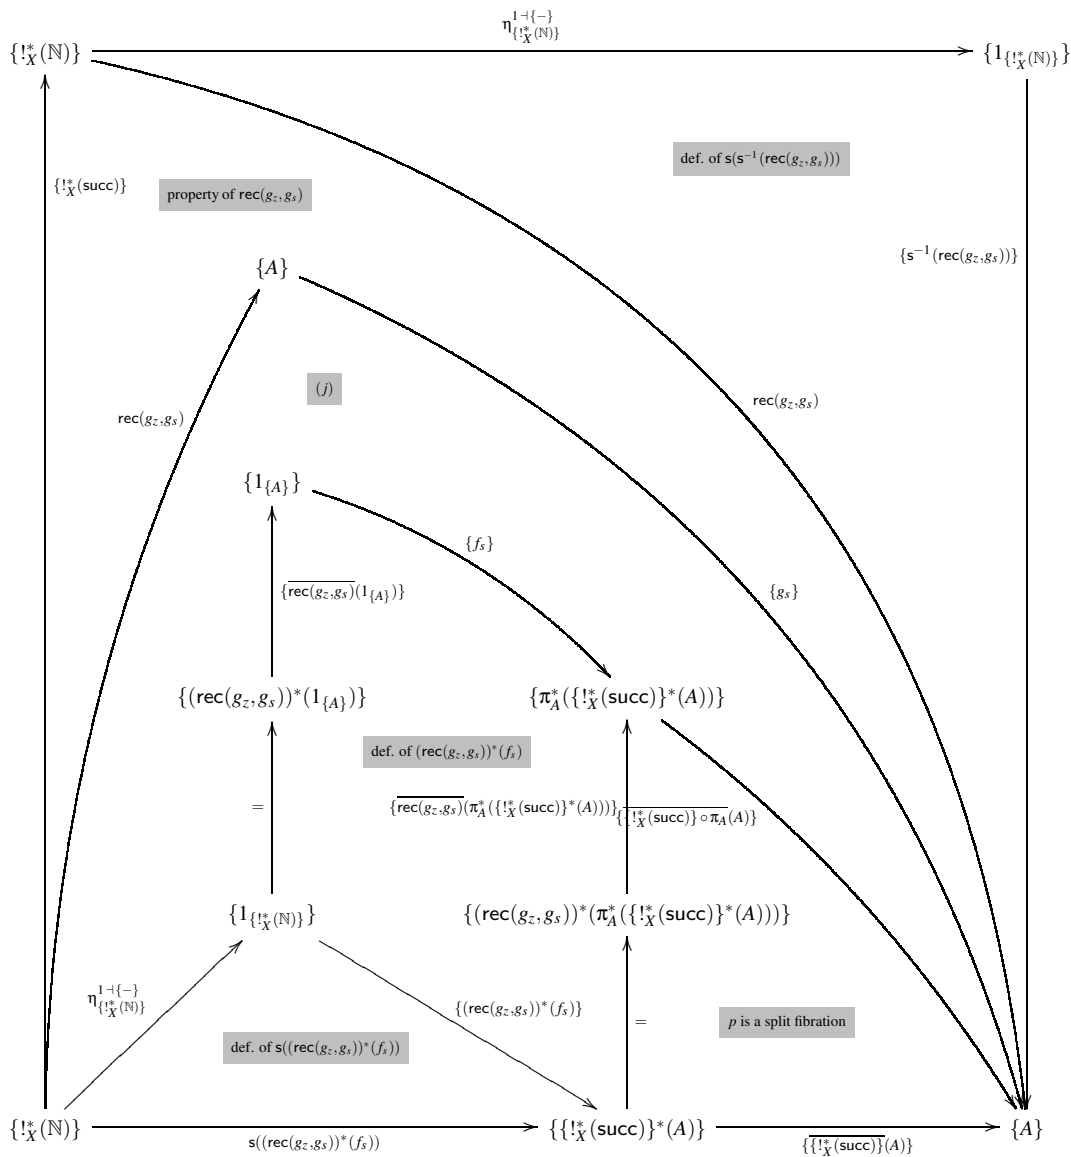 η^{1⊣{−}}_{{!^*_X(ℕ)}}
{!^*_X(ℕ)}
{1_{{!^*_X(ℕ)}}}
def. of s(s^{−1}(rec(g_z,g_s)))
{!^*_X(succ)}
property of rec(g_z,g_s)
{s^{−1}(rec(g_z,g_s))}
{A}
(j)
rec(g_z,g_s)
rec(g_z,g_s)
{1_{{A}}}
{f_s}
{\overline{rec(g_z,g_s)}(1_{{A}})}
{g_s}
{(rec(g_z,g_s))^*(1_{{A}})}
{π^*_A({!^*_X(succ)}^*(A))}
def. of (rec(g_z,g_s))^*(f_s)
=
{\overline{rec(g_z,g_s)}(π^*_A({!^*_X(succ)}^*(A)))}
{\overline{{!^*_X(succ)}∘π_A}(A)}
{1_{{!^*_X(ℕ)}}}
{(rec(g_z,g_s))^*(π^*_A({!^*_X(succ)}^*(A)))}
η^{1⊣{−}}_{{!^*_X(ℕ)}}
{(rec(g_z,g_s))^*(f_s)}
=
p is a split fibration
def. of s((rec(g_z,g_s))^*(f_s))
{!^*_X(ℕ)}
{{!^*_X(succ)}^*(A)}
{A}
s((rec(g_z,g_s))^*(f_s))
{\overline{{!^*_X(succ)}}(A)}